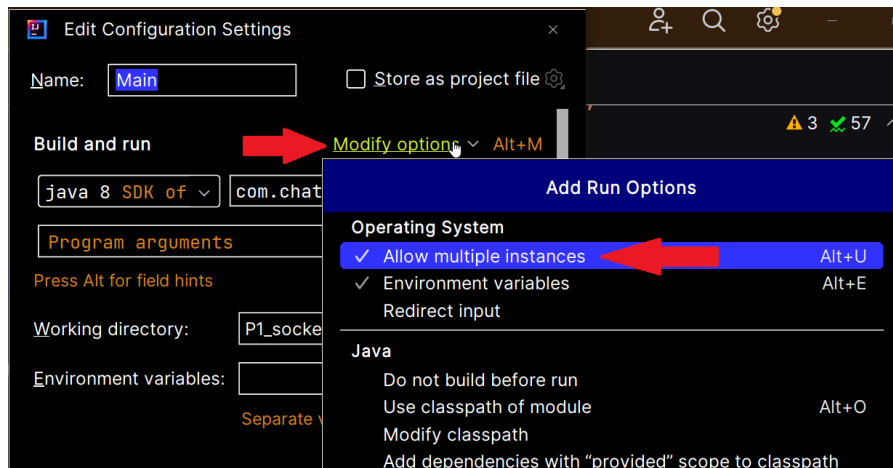 Edit Configuration Settings
Name: Main
Store as project file
3 57
Build and run
Modify options Alt+M
java 8 SDK of com.chat
Program arguments
Press Alt for field hints
Working directory: P1_socke
Environment variables:
Separate
Add Run Options
Operating System
Allow multiple instances Alt+U
Environment variables Alt+E
Redirect input
Java
Do not build before run
Use classpath of module Alt+O
Modify classpath
Add dependencies with “provided” scope to classpath